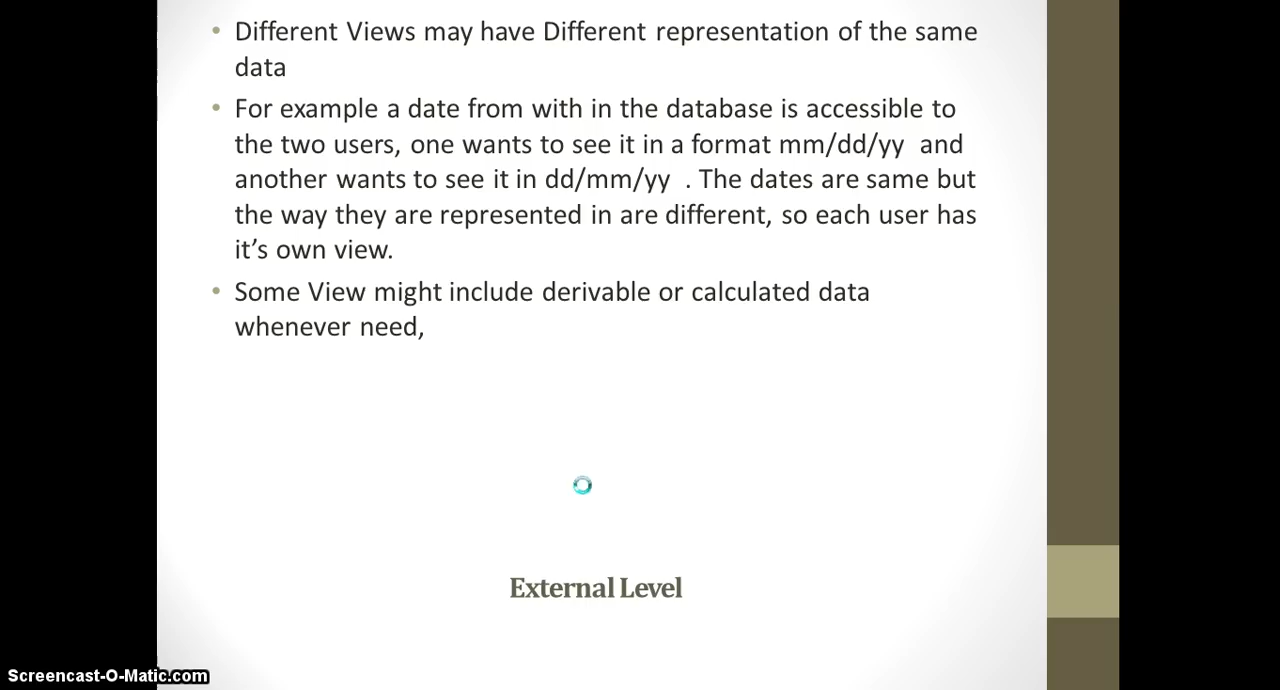 • Different Views may have Different representation of the same
data
• For example a date from with in the database is accessible to
the two users, one wants to see it in a format mm/dd/yy  and
another wants to see it in dd/mm/yy  . The dates are same but
the way they are represented in are different, so each user has
it’s own view.
• Some View might include derivable or calculated data
whenever need,
External Level
Screencast-O-Matic.com